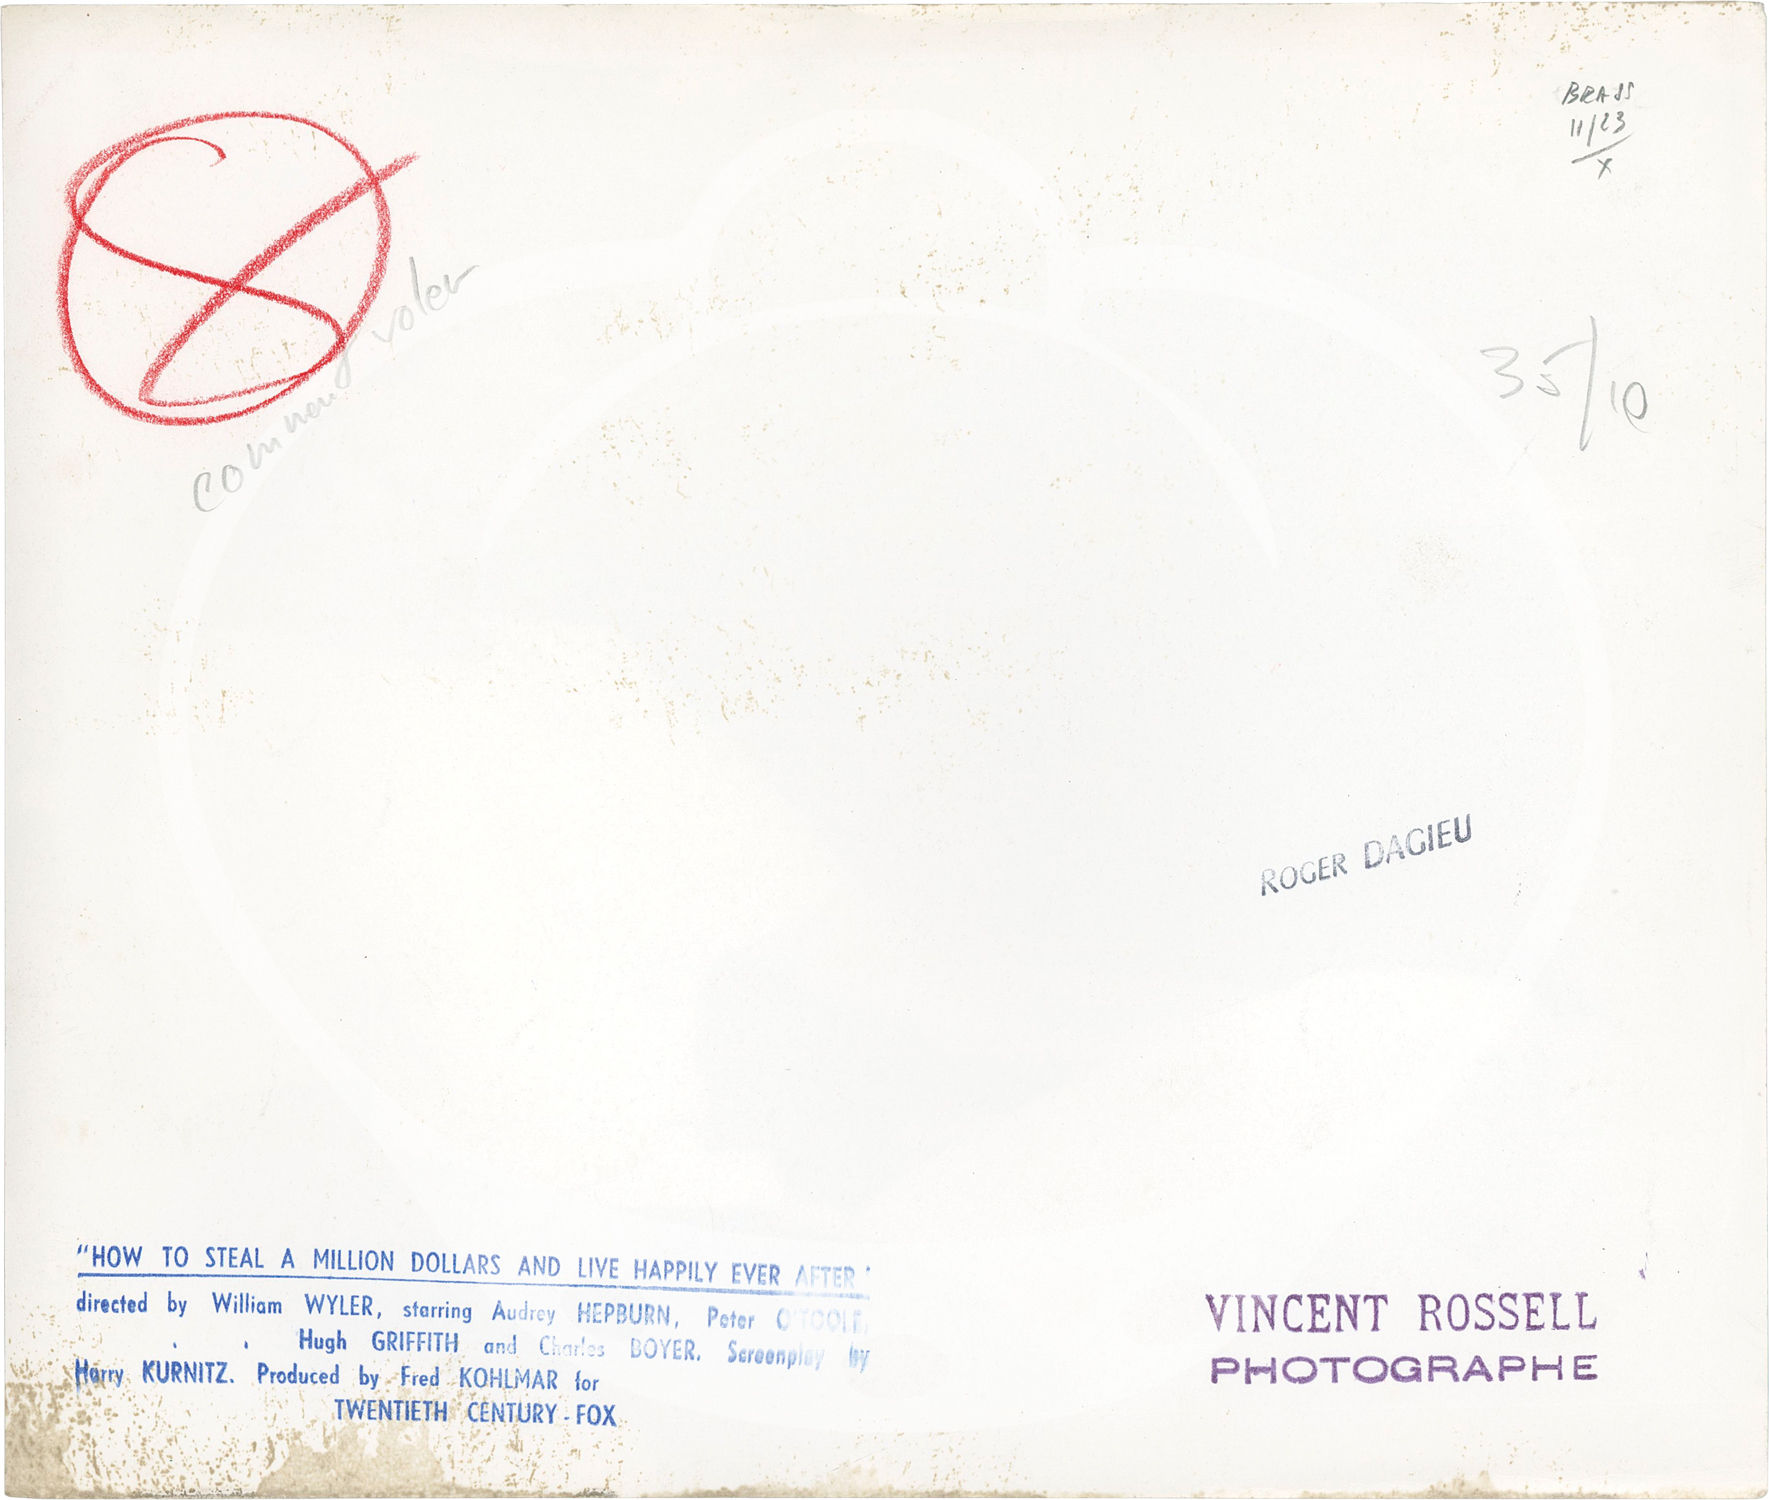 BRASS
11/23
x
comment voler
35/10
ROGER DAGIEU
"HOW TO STEAL A MILLION DOLLARS AND LIVE HAPPILY EVER AFTER"
directed by William WYLER, starring Audrey HEPBURN, Peter O'TOOLE,
Hugh GRIFFITH and Charles BOYER. Screenplay by
Harry KURNITZ. Produced by Fred KOHLMAR for
TWENTIETH CENTURY-FOX
VINCENT ROSSELL
PHOTOGRAPHE